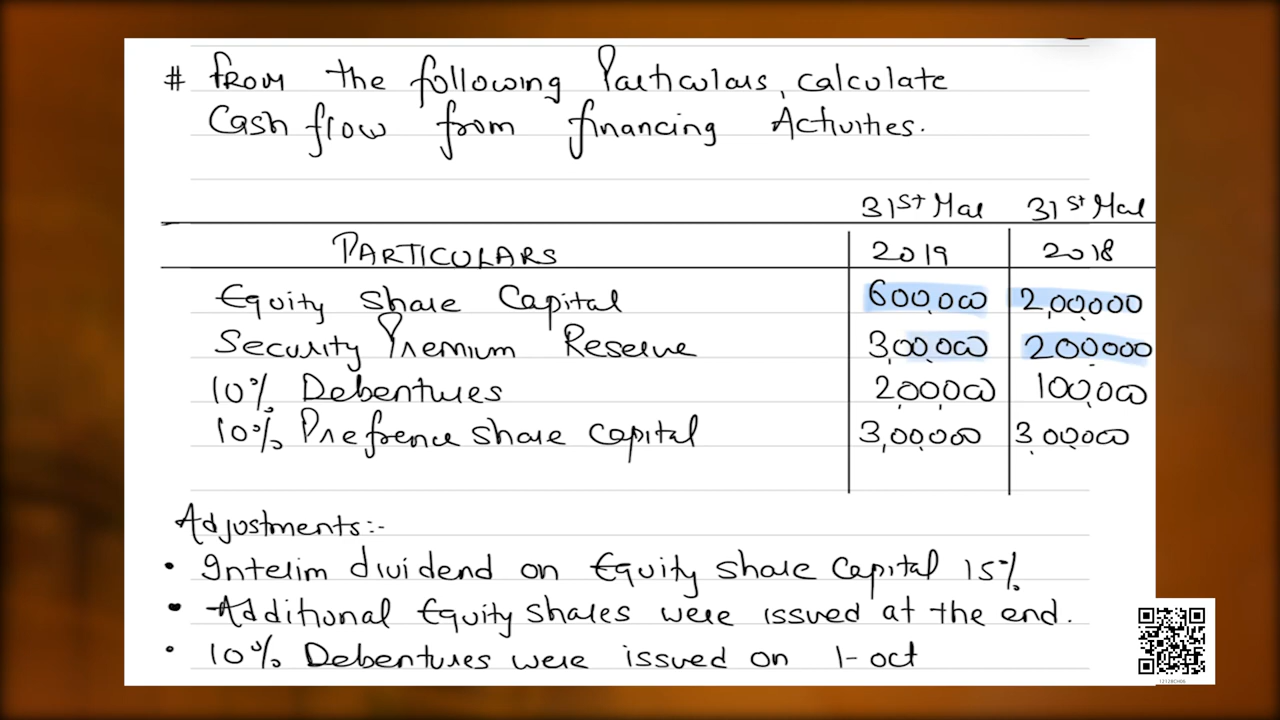 # From the following Particulars, calculate
Cash flow from financing Activities.
31st Mar 31st Mar
PARTICULARS 2019 2018
Equity Share Capital 600,000 2,00,000
Security Premium Reserve 3,00,000 200000
10% Debentures 2,00,000 100,000
10% Prefrence share capital 3,00,000 3,00,000
Adjustments:-
• Interim dividend on Equity share capital 15%
• Additional Equity shares were issued at the end.
• 10% Debentures were issued on 1-oct
12128CH06